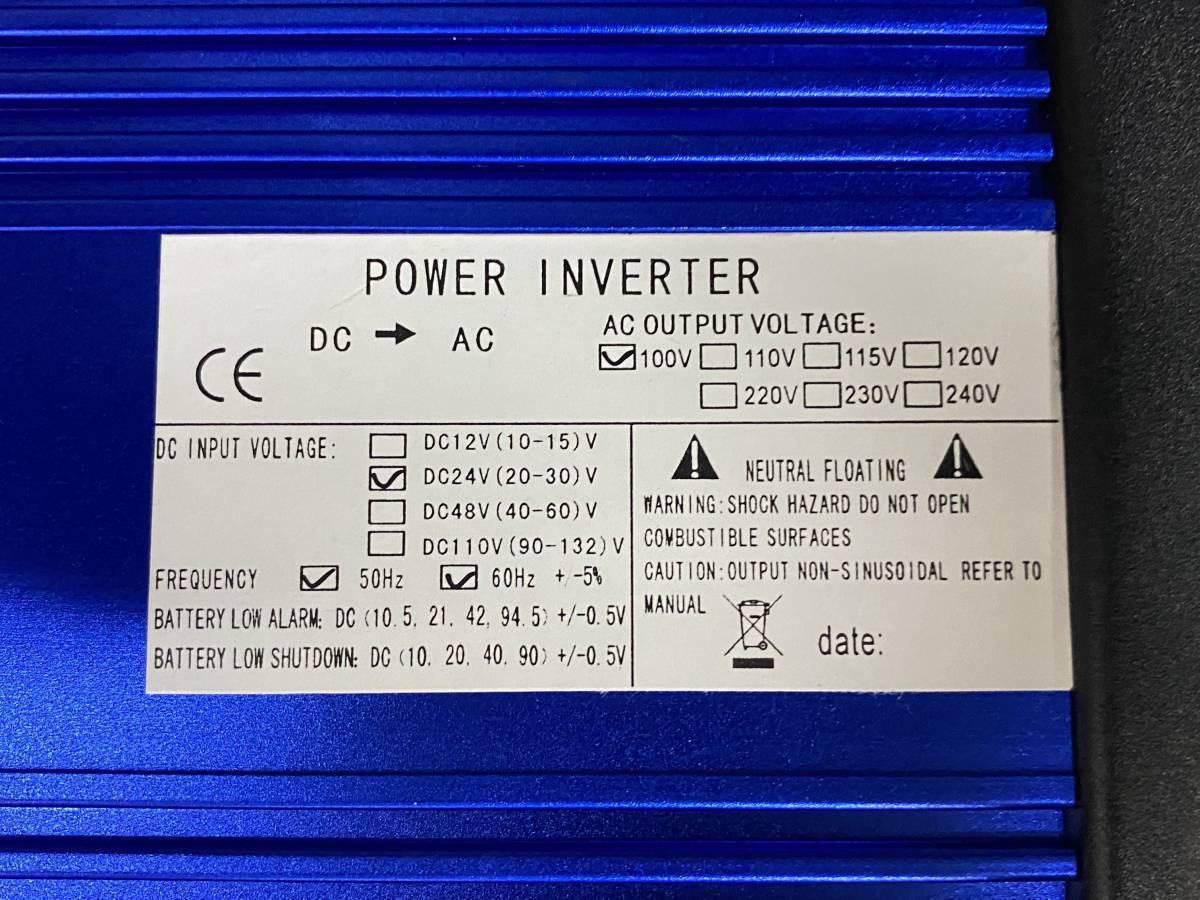 POWER INVERTER
DC → AC
CE
AC OUTPUT VOLTAGE:
☑100V ☐110V ☐115V ☐120V
☐220V ☐230V ☐240V
DC INPUT VOLTAGE: ☐ DC12V(10-15)V
☑ DC24V(20-30)V
☐ DC48V(40-60)V
☐ DC110V(90-132)V
FREQUENCY ☑ 50Hz ☑ 60Hz +/-5%
BATTERY LOW ALARM: DC (10.5, 21, 42, 94.5) +/-0.5V
BATTERY LOW SHUTDOWN: DC (10, 20, 40, 90) +/-0.5V
NEUTRAL FLOATING
WARNING:SHOCK HAZARD DO NOT OPEN
COMBUSTIBLE SURFACES
CAUTION:OUTPUT NON-SINUSOIDAL REFER TO
MANUAL
date: